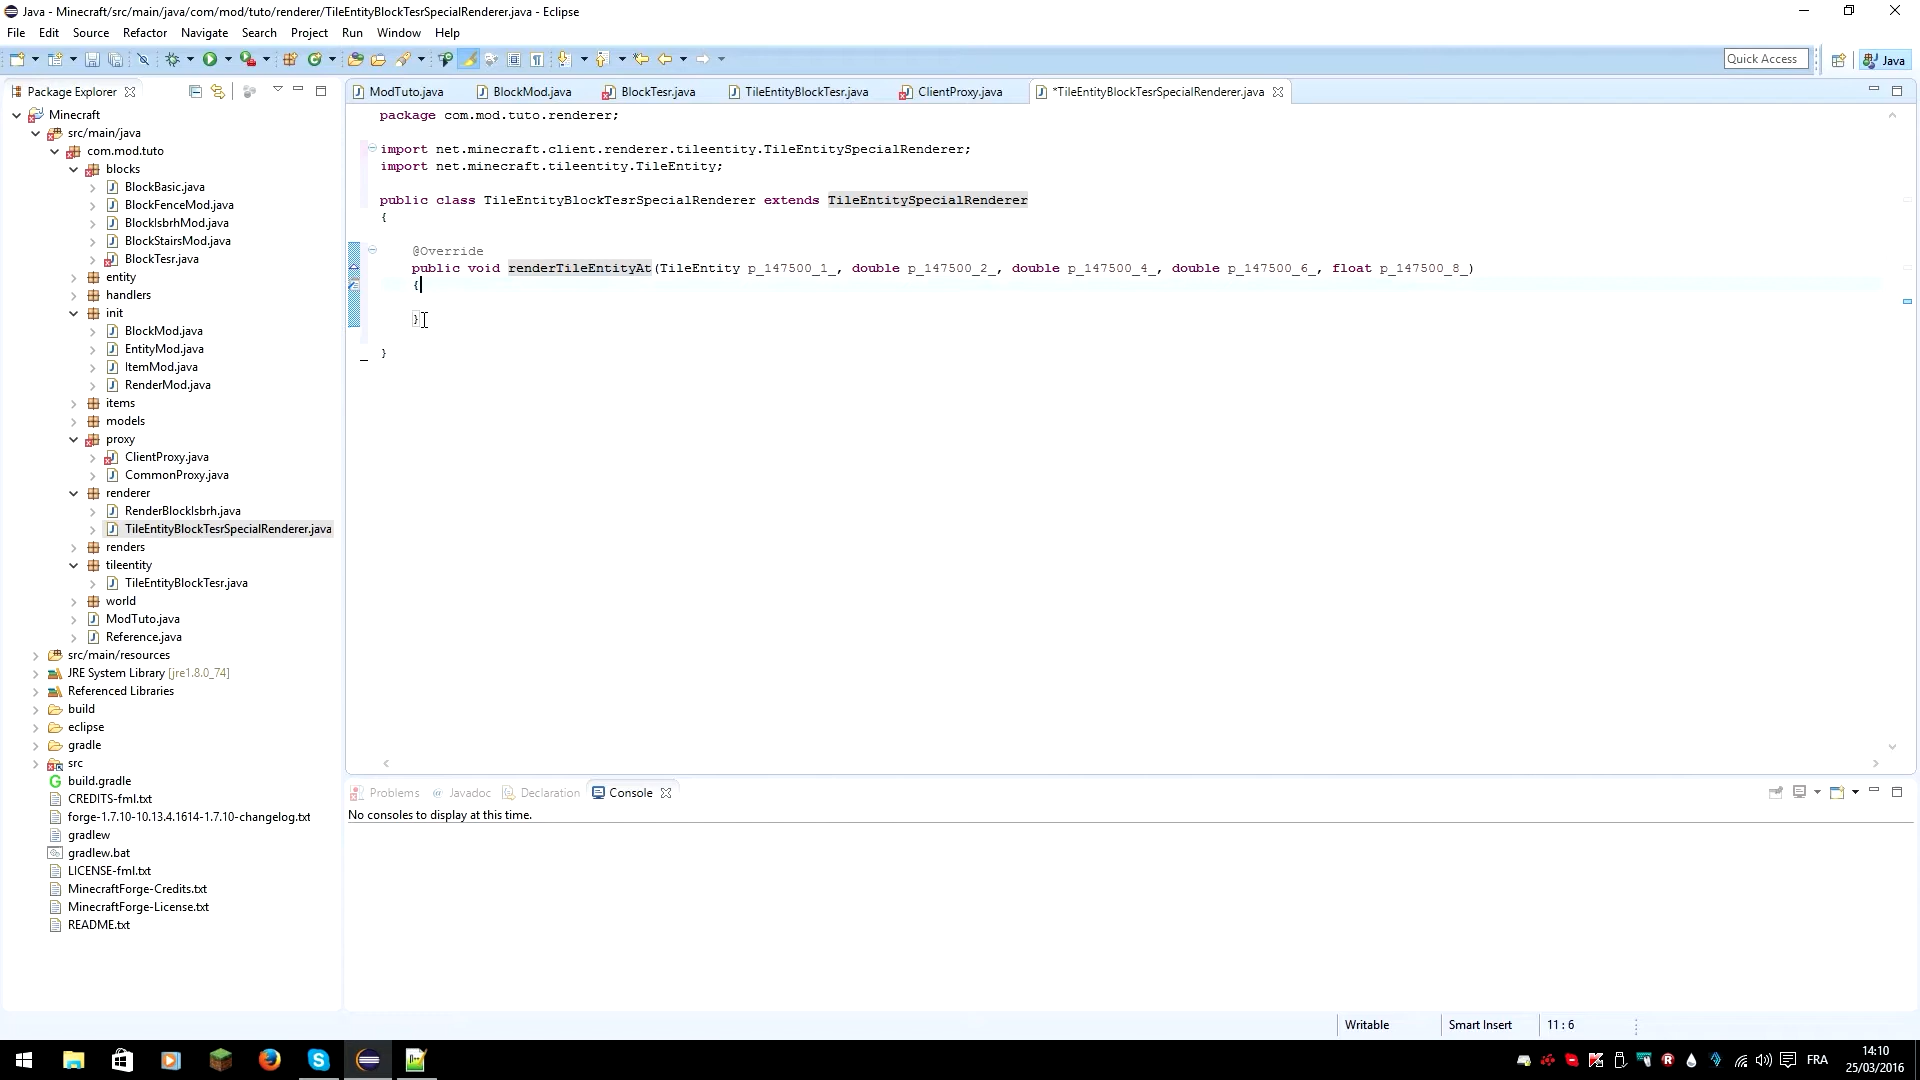 Java - Minecraft/src/main/java/com/mod/tuto/renderer/TileEntityBlockTesrSpecialRenderer.java - Eclipse
File Edit Source Refactor Navigate Search Project Run Window Help
Quick Access
Java
Package Explorer
ModTuto.java BlockMod.java BlockTesr.java TileEntityBlockTesr.java ClientProxy.java *TileEntityBlockTesrSpecialRenderer.java
Minecraft
src/main/java
com.mod.tuto
blocks
BlockBasic.java
BlockFenceMod.java
BlockIsbrhMod.java
BlockStairsMod.java
BlockTesr.java
entity
handlers
init
BlockMod.java
EntityMod.java
ItemMod.java
RenderMod.java
items
models
proxy
ClientProxy.java
CommonProxy.java
renderer
RenderBlockIsbrh.java
TileEntityBlockTesrSpecialRenderer.java
renders
tileentity
TileEntityBlockTesr.java
world
ModTuto.java
Reference.java
src/main/resources
JRE System Library [jre1.8.0_74]
Referenced Libraries
build
eclipse
gradle
src
build.gradle
CREDITS-fml.txt
forge-1.7.10-10.13.4.1614-1.7.10-changelog.txt
gradlew
gradlew.bat
LICENSE-fml.txt
MinecraftForge-Credits.txt
MinecraftForge-License.txt
README.txt
package com.mod.tuto.renderer;
import net.minecraft.client.renderer.tileentity.TileEntitySpecialRenderer;
import net.minecraft.tileentity.TileEntity;
public class TileEntityBlockTesrSpecialRenderer extends TileEntitySpecialRenderer
{
@Override
public void renderTileEntityAt(TileEntity p_147500_1_, double p_147500_2_, double p_147500_4_, double p_147500_6_, float p_147500_8_)
{
}
}
Problems Javadoc Declaration Console
No consoles to display at this time.
Writable Smart Insert 11 : 6
FRA
14:10
25/03/2016